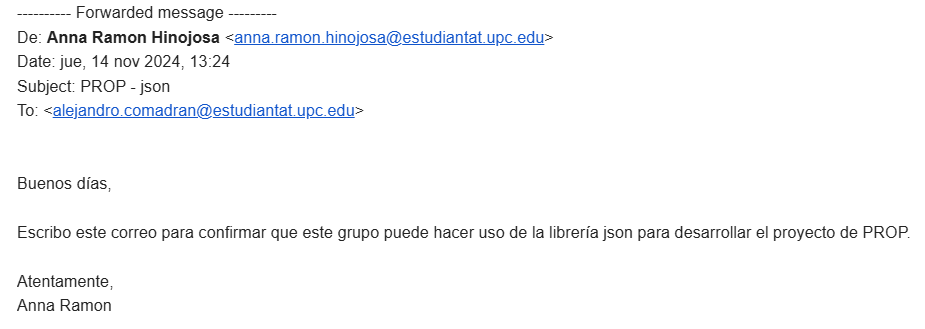 ---------- Forwarded message ---------
De: Anna Ramon Hinojosa <anna.ramon.hinojosa@estudiantat.upc.edu>
Date: jue, 14 nov 2024, 13:24
Subject: PROP - json
To: <alejandro.comadran@estudiantat.upc.edu>
Buenos días,
Escribo este correo para confirmar que este grupo puede hacer uso de la librería json para desarrollar el proyecto de PROP.
Atentamente,
Anna Ramon